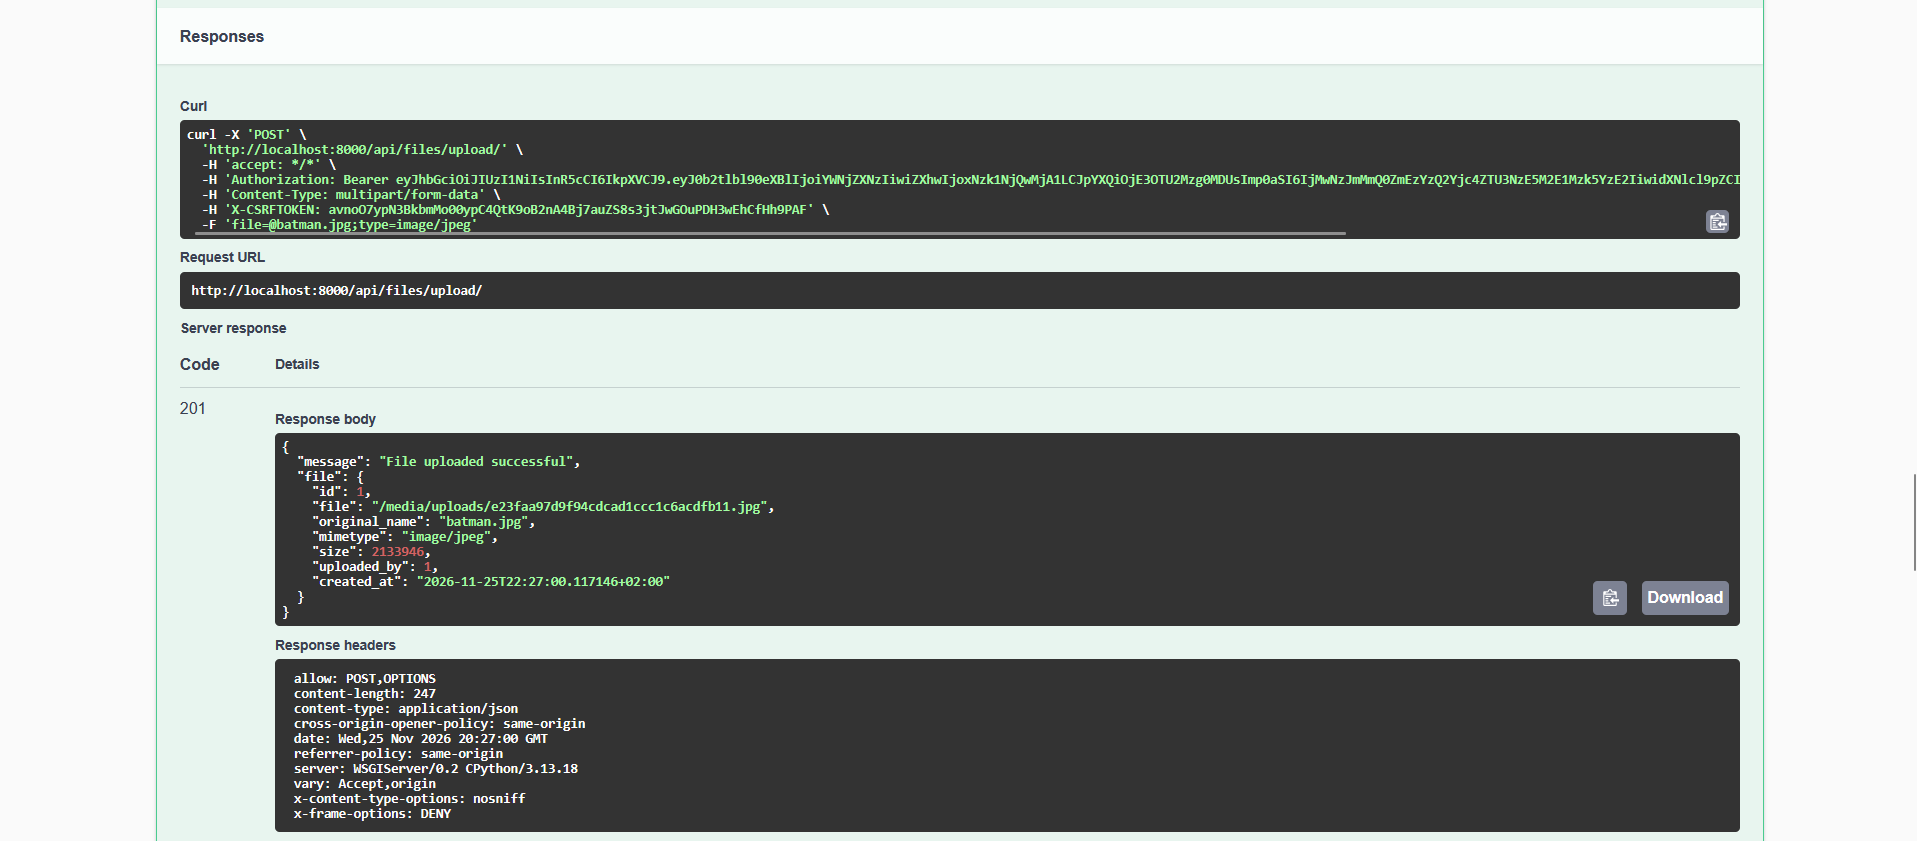 Responses
Curl
curl -X 'POST' \
'http://localhost:8000/api/files/upload/' \
-H 'accept: */*' \
-H 'Authorization: Bearer eyJhbGciOiJIUzI1NiIsInR5cCI6IkpXVCJ9.eyJ0b2tlbl90eXBlIjoiYWNjZXNzIiwiZXhwIjoxNzk1NjQwMjA1LCJpYXQiOjE3OTU2Mzg0MDUsImp0aSI6IjMwNzJmMmQ0ZmEzYzQ2Yjc4ZTU3NzE5M2E1Mzk5YzE2IiwidXNlcl9pZCI
-H 'Content-Type: multipart/form-data' \
-H 'X-CSRFTOKEN: avnoO7ypN3BkbmMo00ypC4QtK9oB2nA4Bj7auZS8s3jtJwGOuPDH3wEhCfHh9PAF' \
-F 'file=@batman.jpg;type=image/jpeg'
Request URL
http://localhost:8000/api/files/upload/
Server response
Code Details
201
Response body
{
"message": "File uploaded successful",
"file": {
"id": 1,
"file": "/media/uploads/e23faa97d9f94cdcad1ccc1c6acdfb11.jpg",
"original_name": "batman.jpg",
"mimetype": "image/jpeg",
"size": 2133946,
"uploaded_by": 1,
"created_at": "2026-11-25T22:27:00.117146+02:00"
}
}
Download
Response headers
allow: POST,OPTIONS
content-length: 247
content-type: application/json
cross-origin-opener-policy: same-origin
date: Wed,25 Nov 2026 20:27:00 GMT
referrer-policy: same-origin
server: WSGIServer/0.2 CPython/3.13.18
vary: Accept,origin
x-content-type-options: nosniff
x-frame-options: DENY